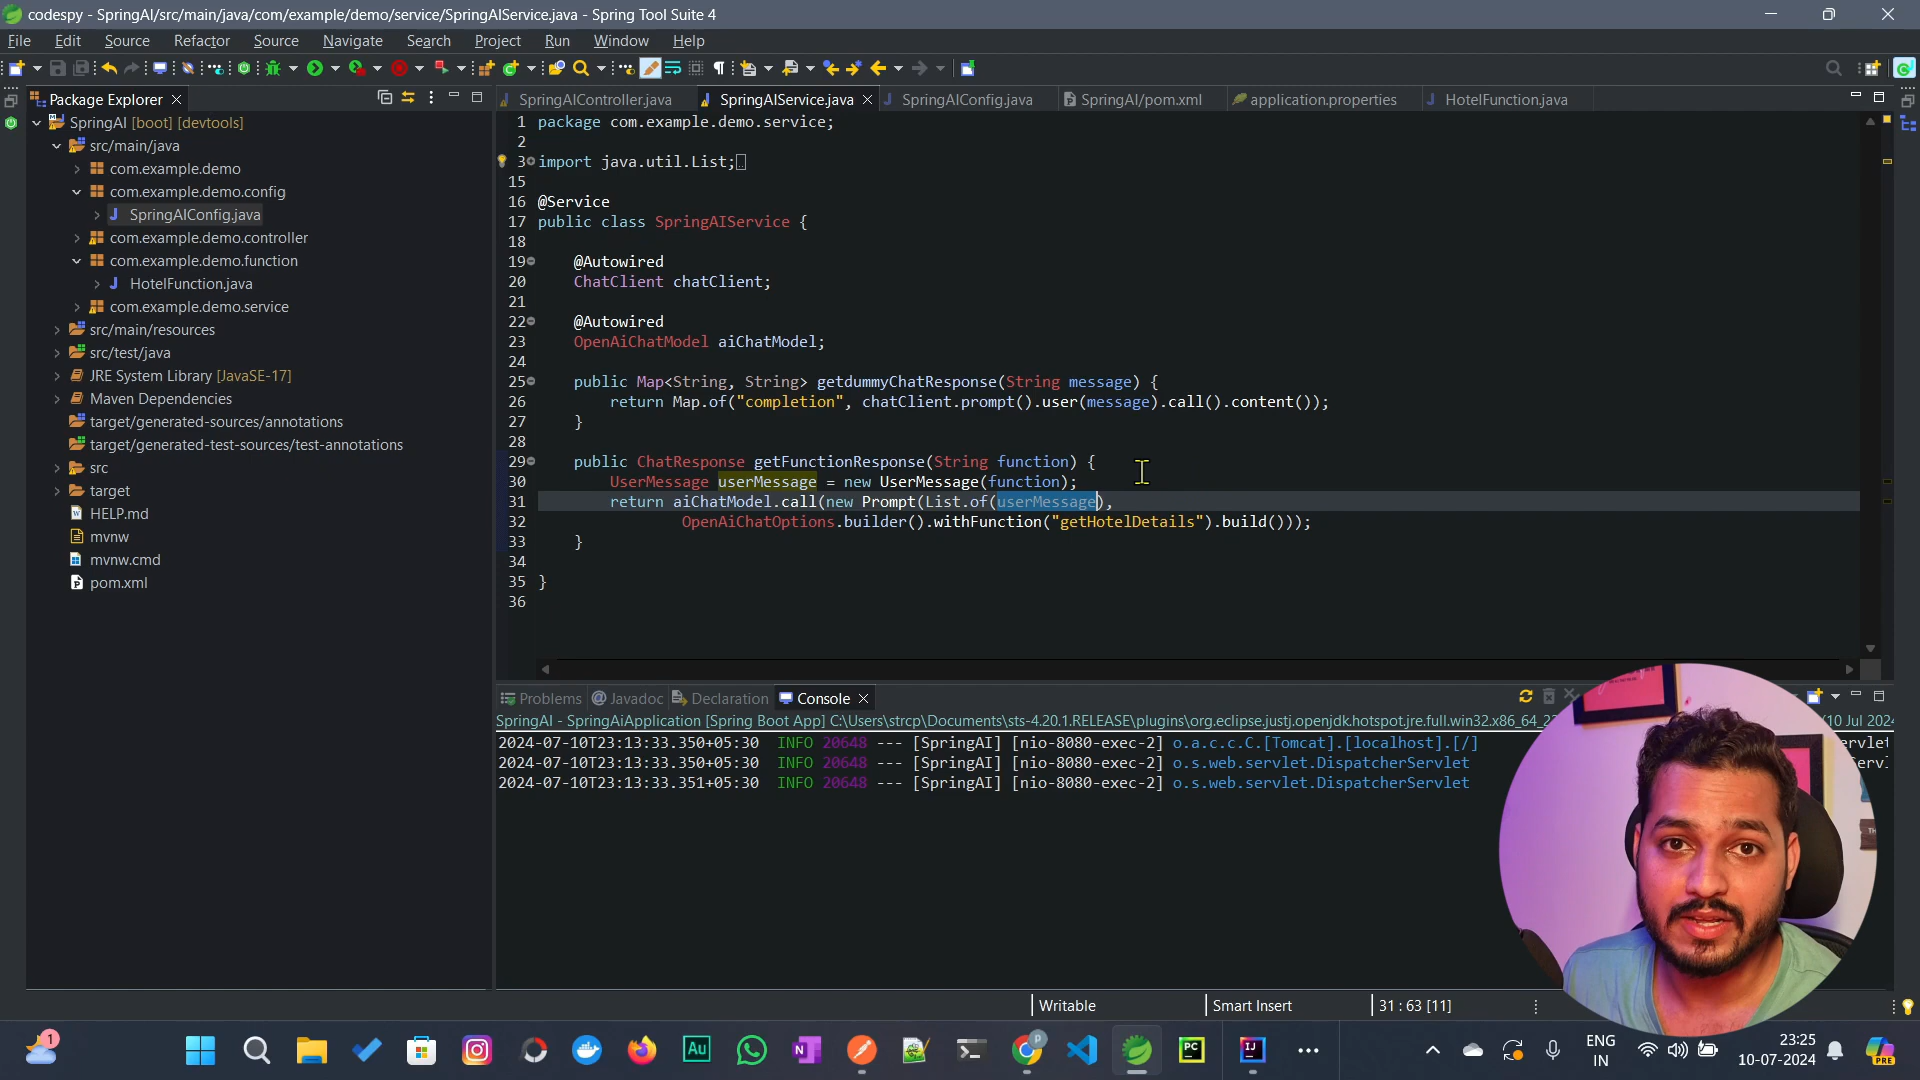 codespy - SpringAI/src/main/java/com/example/demo/service/SpringAIService.java - Spring Tool Suite 4
File Edit Source Refactor Source Navigate Search Project Run Window Help
Package Explorer
SpringAI [boot] [devtools]
src/main/java
com.example.demo
com.example.demo.config
SpringAIConfig.java
com.example.demo.controller
com.example.demo.function
HotelFunction.java
com.example.demo.service
src/main/resources
src/test/java
JRE System Library [JavaSE-17]
Maven Dependencies
target/generated-sources/annotations
target/generated-test-sources/test-annotations
src
target
HELP.md
mvnw
mvnw.cmd
pom.xml
SpringAIController.java SpringAIService.java SpringAIConfig.java SpringAI/pom.xml application.properties HotelFunction.java
1 package com.example.demo.service;
2
3 import java.util.List;
15
16 @Service
17 public class SpringAIService {
18
19 @Autowired
20 ChatClient chatClient;
21
22 @Autowired
23 OpenAiChatModel aiChatModel;
24
25 public Map<String, String> getdummyChatResponse(String message) {
26 return Map.of("completion", chatClient.prompt().user(message).call().content());
27 }
28
29 public ChatResponse getFunctionResponse(String function) {
30 UserMessage userMessage = new UserMessage(function);
31 return aiChatModel.call(new Prompt(List.of(userMessage),
32 OpenAiChatOptions.builder().withFunction("getHotelDetails").build()));
33 }
34
35 }
36
Problems Javadoc Declaration Console
SpringAI - SpringAiApplication [Spring Boot App] C:\Users\strcp\Documents\sts-4.20.1.RELEASE\plugins\org.eclipse.justj.openjdk.hotspot.jre.full.win32.x86_64_ (10 Jul 2024
2024-07-10T23:13:33.350+05:30 INFO 20648 --- [SpringAI] [nio-8080-exec-2] o.a.c.c.C.[Tomcat].[localhost].[/]
2024-07-10T23:13:33.350+05:30 INFO 20648 --- [SpringAI] [nio-8080-exec-2] o.s.web.servlet.DispatcherServlet
2024-07-10T23:13:33.351+05:30 INFO 20648 --- [SpringAI] [nio-8080-exec-2] o.s.web.servlet.DispatcherServlet
Writable Smart Insert 31 : 63 [11]
1
Au
PC
IJ
ENG
IN
23:25
10-07-2024
PRE